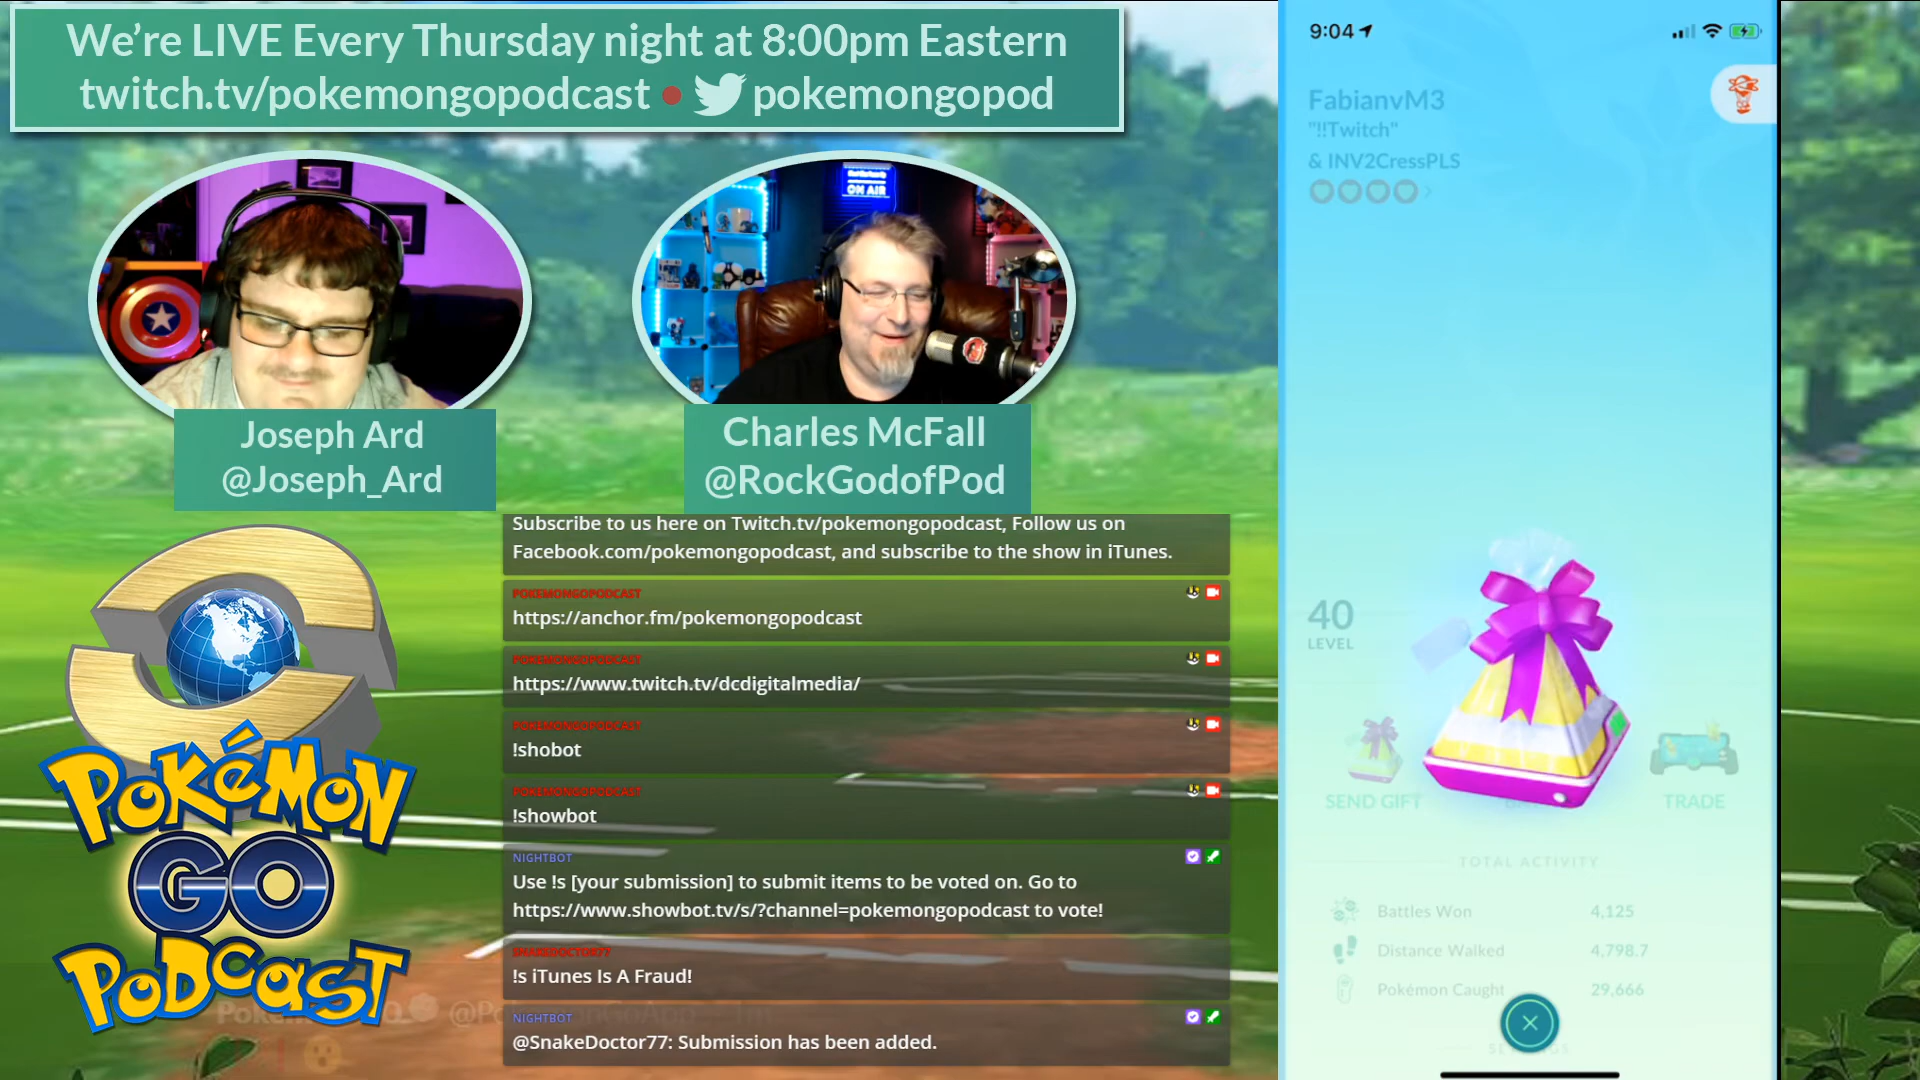 We're LIVE Every Thursday night at 8:00pm Eastern
twitch.tv/pokemongopodcast • pokemongopod
ON AIR
Joseph Ard
@Joseph_Ard
Charles McFall
@RockGodofPod
Subscribe to us here on Twitch.tv/pokemongopodcast, Follow us on
Facebook.com/pokemongopodcast, and subscribe to the show in iTunes.
POKEMONGOPODCAST
https://anchor.fm/pokemongopodcast
POKEMONGOPODCAST
https://www.twitch.tv/dcdigitalmedia/
POKEMONGOPODCAST
!shobot
POKEMONGOPODCAST
!showbot
NIGHTBOT
Use !s [your submission] to submit items to be voted on. Go to
https://www.showbot.tv/s/?channel=pokemongopodcast to vote!
SNAKEDOCTOR77
!s iTunes Is A Fraud!
NIGHTBOT
@SnakeDoctor77: Submission has been added.
POKéMON
GO
PODCAST
9:04
FabianvM3
"!!Twitch"
& INV2CressPLS
40
LEVEL
SEND GIFT
TRADE
TOTAL ACTIVITY
Battles Won 4,125
Distance Walked 4,798.7
Pokémon Caught 29,666